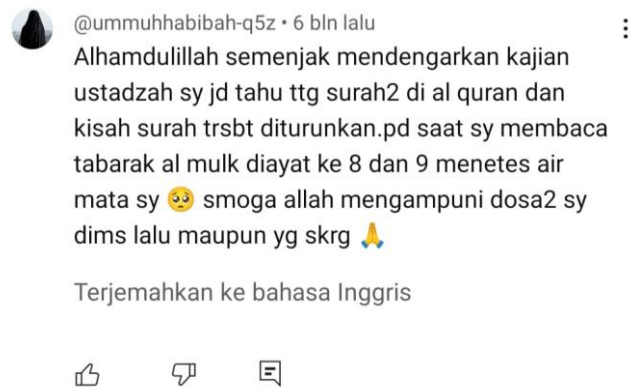 @ummuhhabibah-q5z • 6 bln lalu
Alhamdulillah semenjak mendengarkan kajian
ustadzah sy jd tahu ttg surah2 di al quran dan
kisah surah trsbt diturunkan.pd saat sy membaca
tabarak al mulk diayat ke 8 dan 9 menetes air
mata sy 🥺 smoga allah mengampuni dosa2 sy
dims lalu maupun yg skrg 🙏
Terjemahkan ke bahasa Inggris